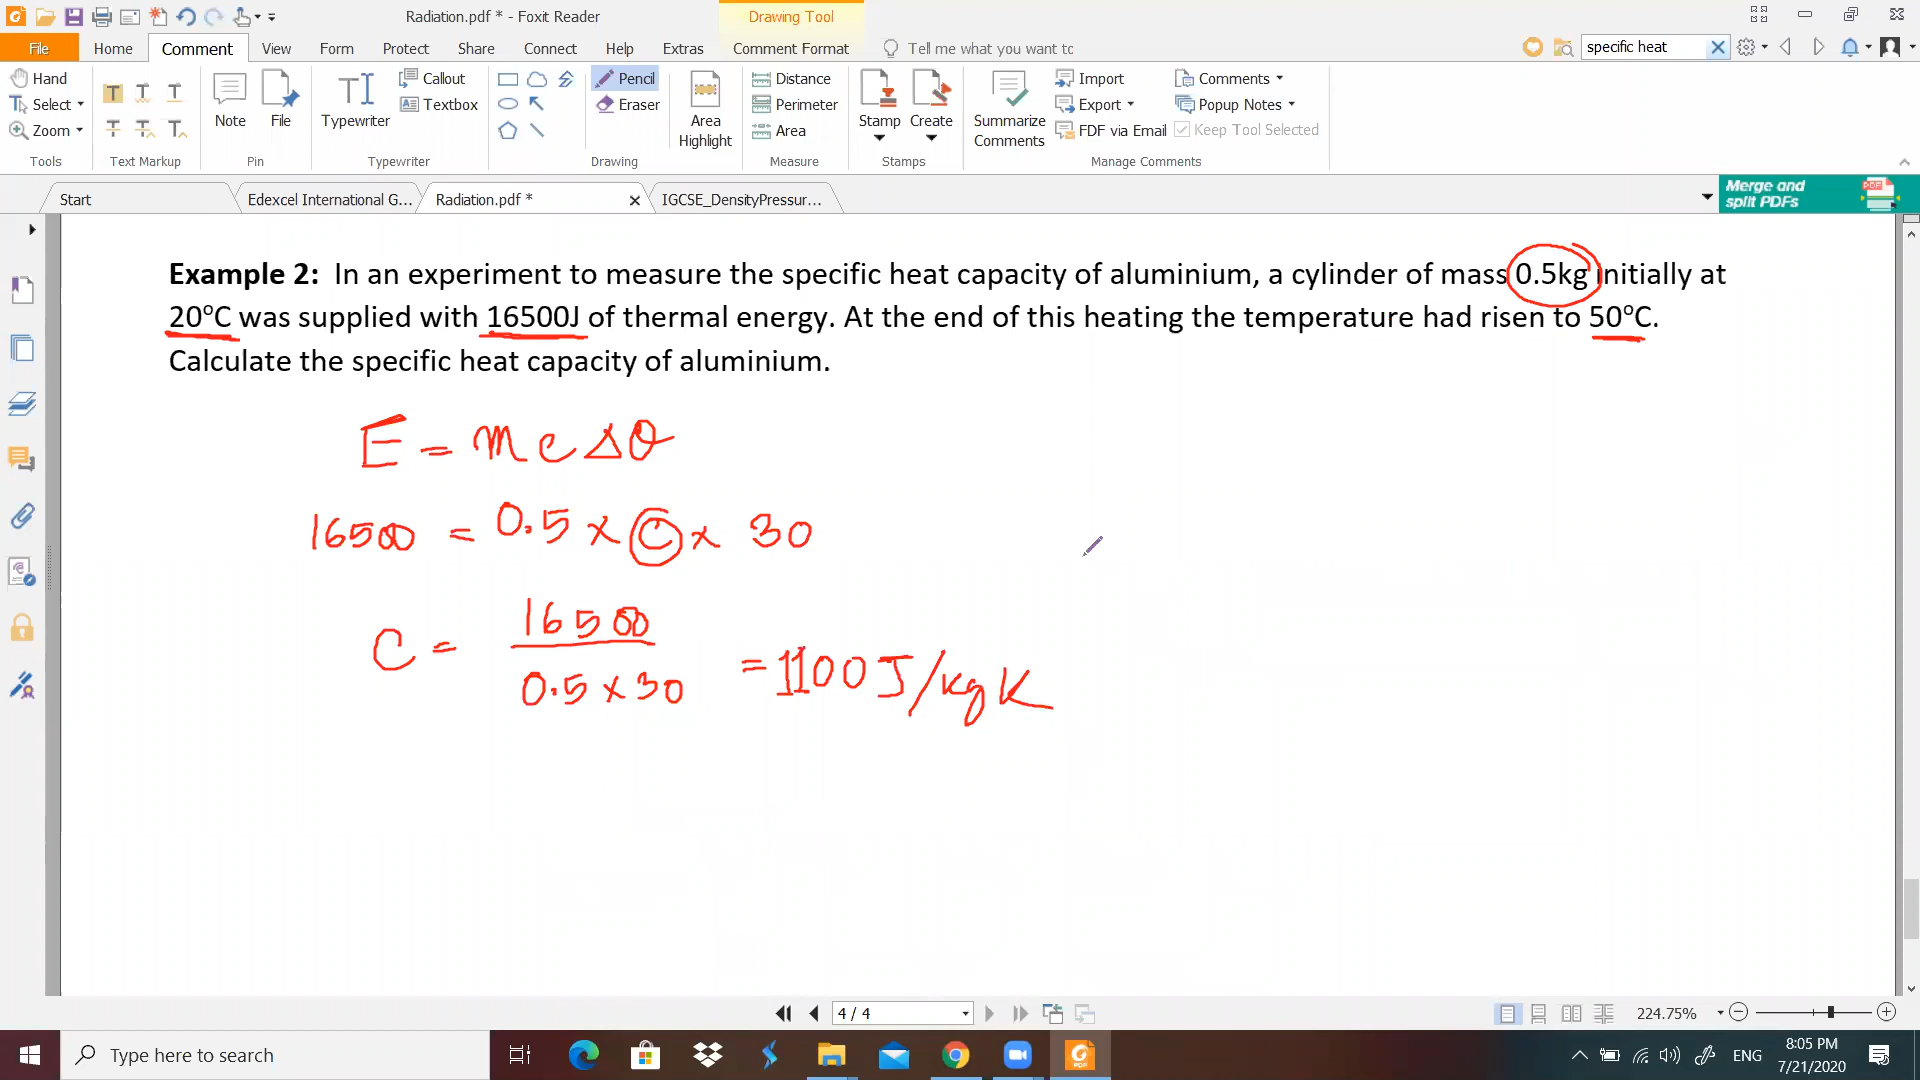 Radiation.pdf * - Foxit Reader
Drawing Tool
File Home Comment View Form Protect Share Connect Help Extras Comment Format Tell me what you want to
specific heat
Hand
Select
Zoom
Tools
Text Markup
Note
File
Pin
Typewriter
Callout
Textbox
Typewriter
Pencil
Eraser
Drawing
Area Highlight
Distance
Perimeter
Area
Measure
Stamp
Create
Stamps
Summarize Comments
Import
Export
FDF via Email
Comments
Popup Notes
Keep Tool Selected
Manage Comments
Start
Edexcel International G...
Radiation.pdf *
IGCSE_DensityPressur...
Merge and
split PDFs
Example 2: In an experiment to measure the specific heat capacity of aluminium, a cylinder of mass 0.5kg initially at
20°C was supplied with 16500J of thermal energy. At the end of this heating the temperature had risen to 50°C.
Calculate the specific heat capacity of aluminium.
E = mcΔθ
16500 = 0.5 x C x 30
C = 16500
0.5 x 30
= 1100 J/kg K
4 / 4
224.75%
Type here to search
ENG
8:05 PM
7/21/2020